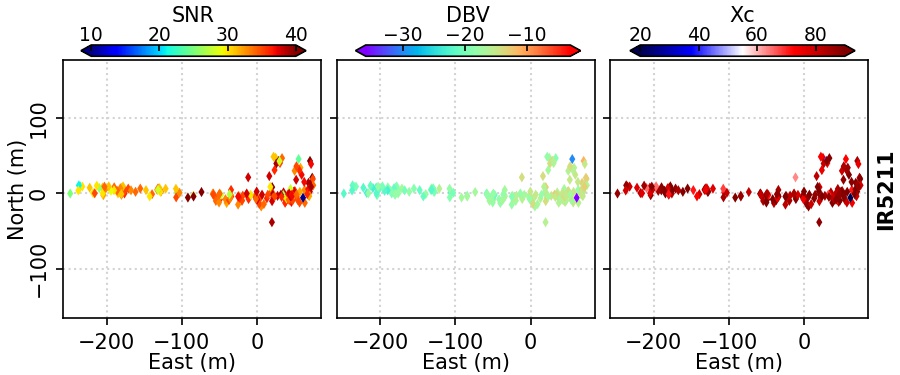 SNR DBV Xc
10 20 30 40 −30 −20 −10 20 40 60 80
100
0
−100
North (m)
−200 −100 0 −200 −100 0 −200 −100 0
East (m) East (m) East (m)
IR5211